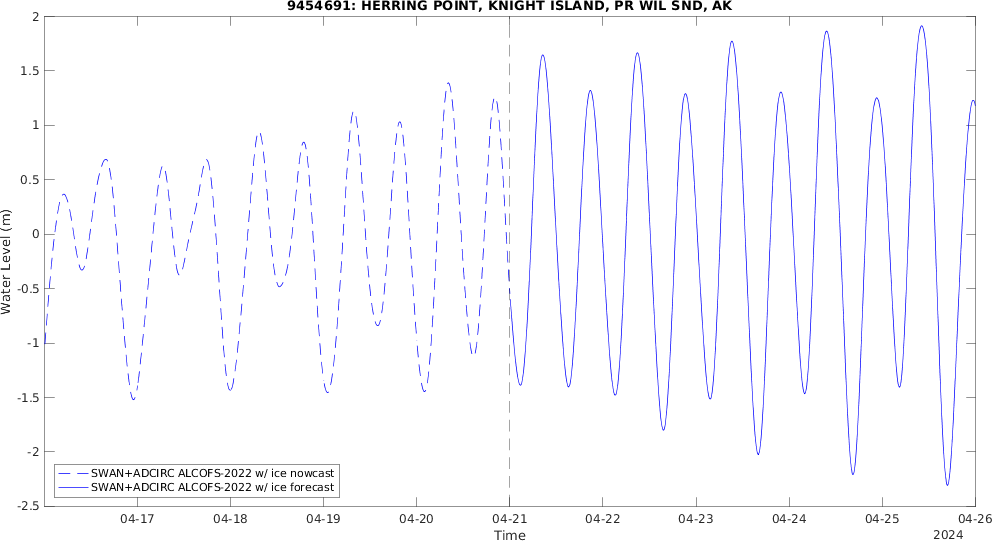 9454691: HERRING POINT, KNIGHT ISLAND, PR WIL SND, AK
2
1.5
1
0.5
0
-0.5
-1
-1.5
-2
-2.5
Water Level (m)
SWAN+ADCIRC ALCOFS-2022 w/ ice nowcast
SWAN+ADCIRC ALCOFS-2022 w/ ice forecast
04-17 04-18 04-19 04-20 04-21 04-22 04-23 04-24 04-25 04-26
Time
2024